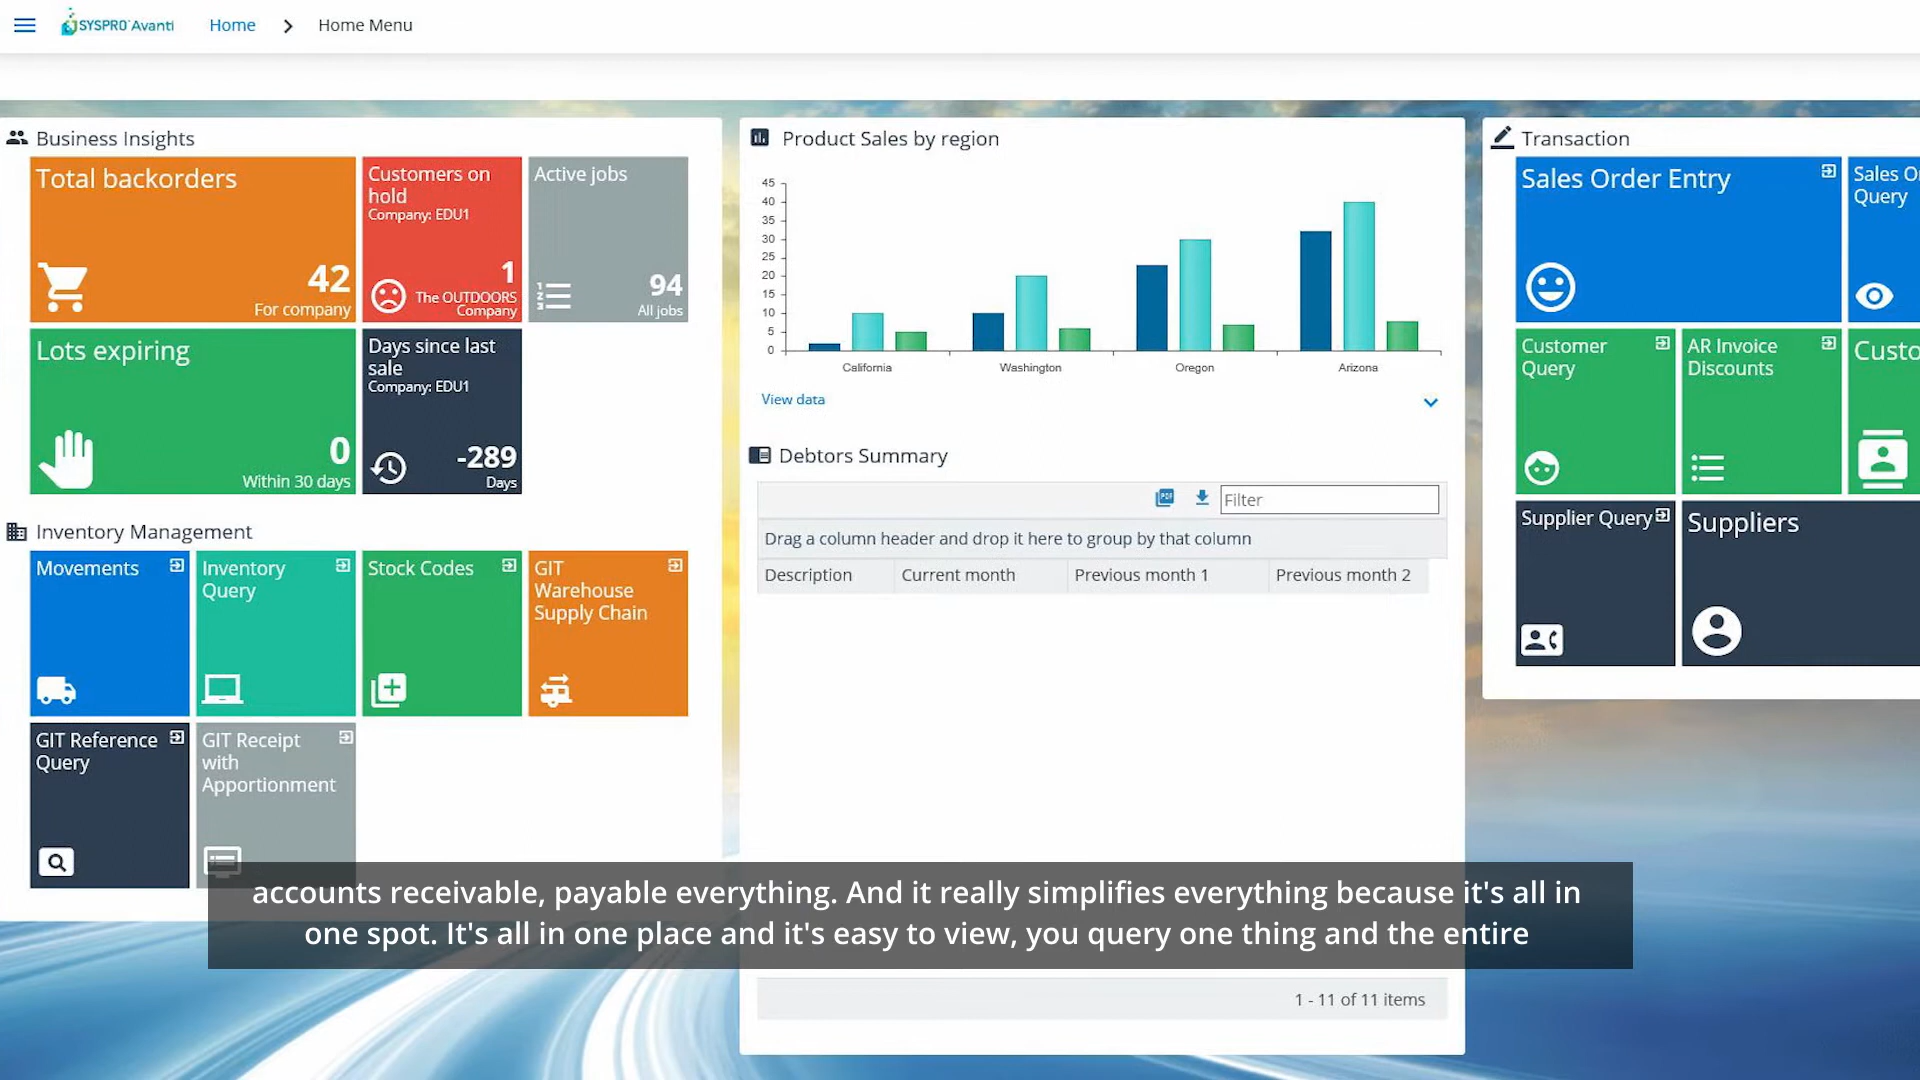 SYSPRO Avanti
Home
Home Menu
Business Insights
Total backorders
42
For company
Customers on
hold
Company: EDU1
1
The OUTDOORS
Company
Active jobs
94
All jobs
Lots expiring
0
Within 30 days
Days since last
sale
Company: EDU1
-289
Days
Inventory Management
Movements
Inventory
Query
Stock Codes
GIT
Warehouse
Supply Chain
GIT Reference
Query
GIT Receipt
with
Apportionment
Product Sales by region
45
40
35
30
25
20
15
10
5
0
California
Washington
Oregon
Arizona
View data
Debtors Summary
PDF
Filter
Drag a column header and drop it here to group by that column
Description Current month Previous month 1 Previous month 2
1 - 11 of 11 items
Transaction
Sales Order Entry
Sales O
Query
Customer
Query
AR Invoice
Discounts
Custo
Supplier Query
Suppliers
accounts receivable, payable everything. And it really simplifies everything because it's all in
one spot. It's all in one place and it's easy to view, you query one thing and the entire